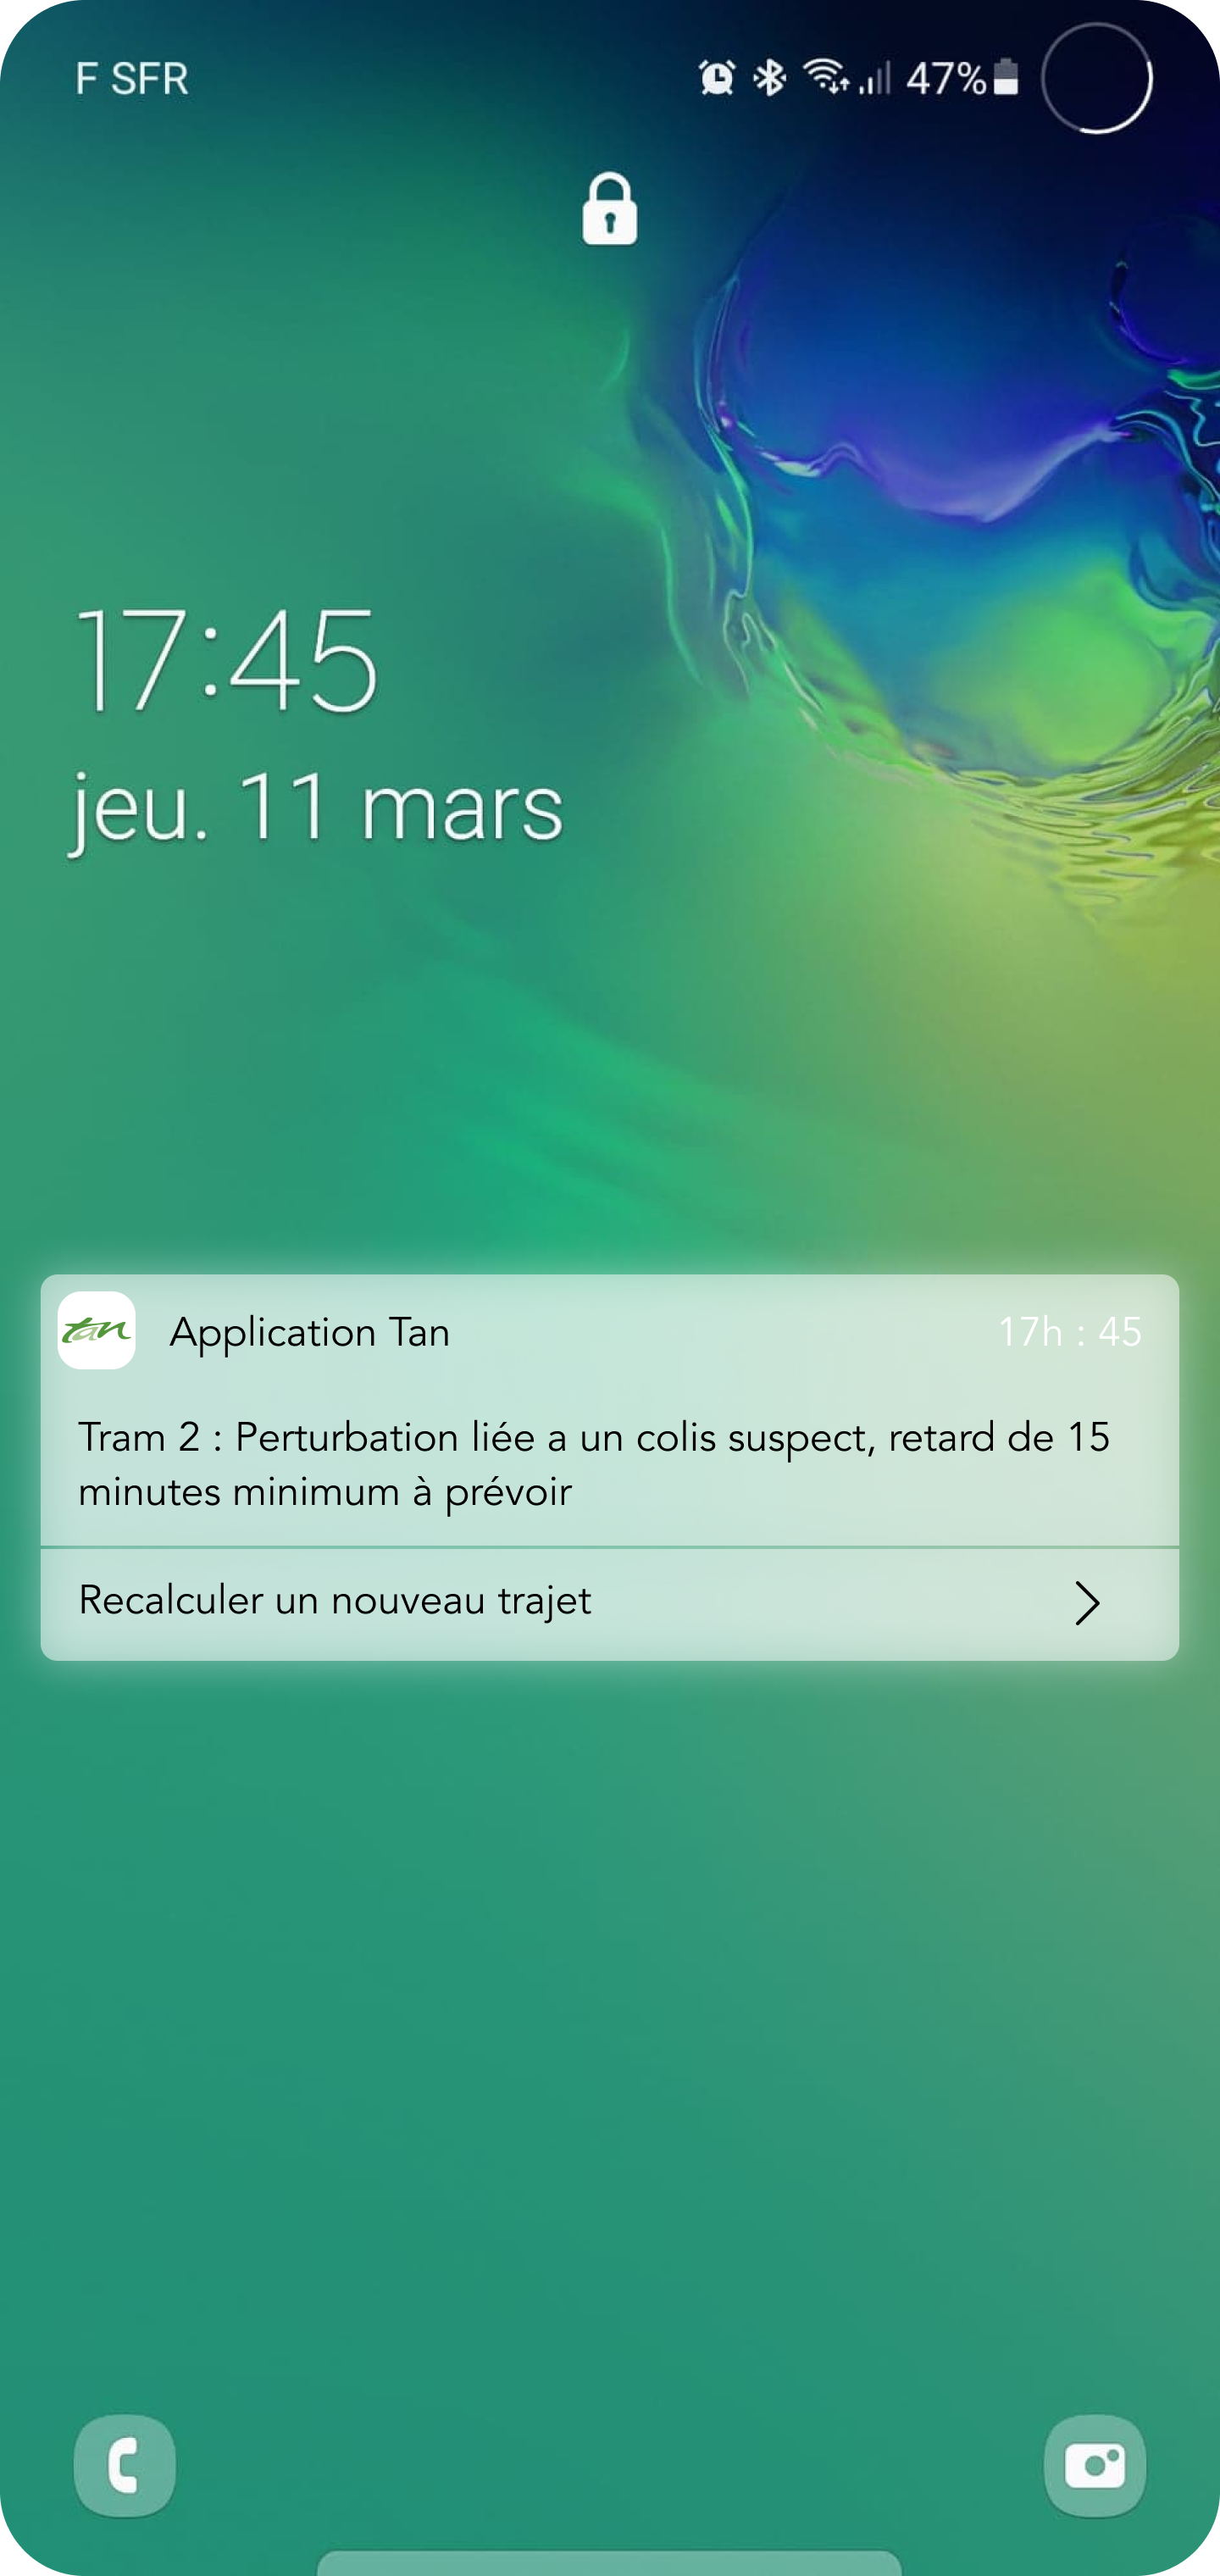 F SFR
47%
17:45
jeu. 11 mars
tan
Application Tan
17h : 45
Tram 2 : Perturbation liée a un colis suspect, retard de 15
minutes minimum à prévoir
Recalculer un nouveau trajet